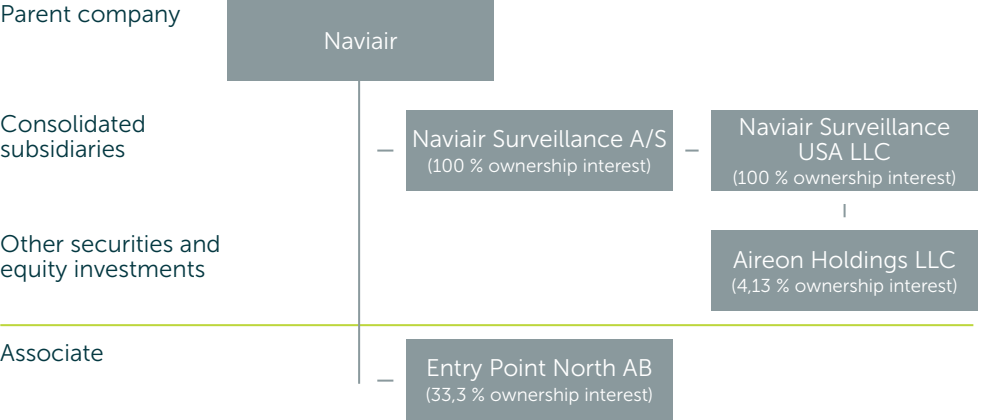 Parent company
Naviair
Consolidated
subsidiaries
Naviair Surveillance A/S
(100 % ownership interest)
Naviair Surveillance
USA LLC
(100 % ownership interest)
Other securities and
equity investments
Aireon Holdings LLC
(4,13 % ownership interest)
Associate
Entry Point North AB
(33,3 % ownership interest)